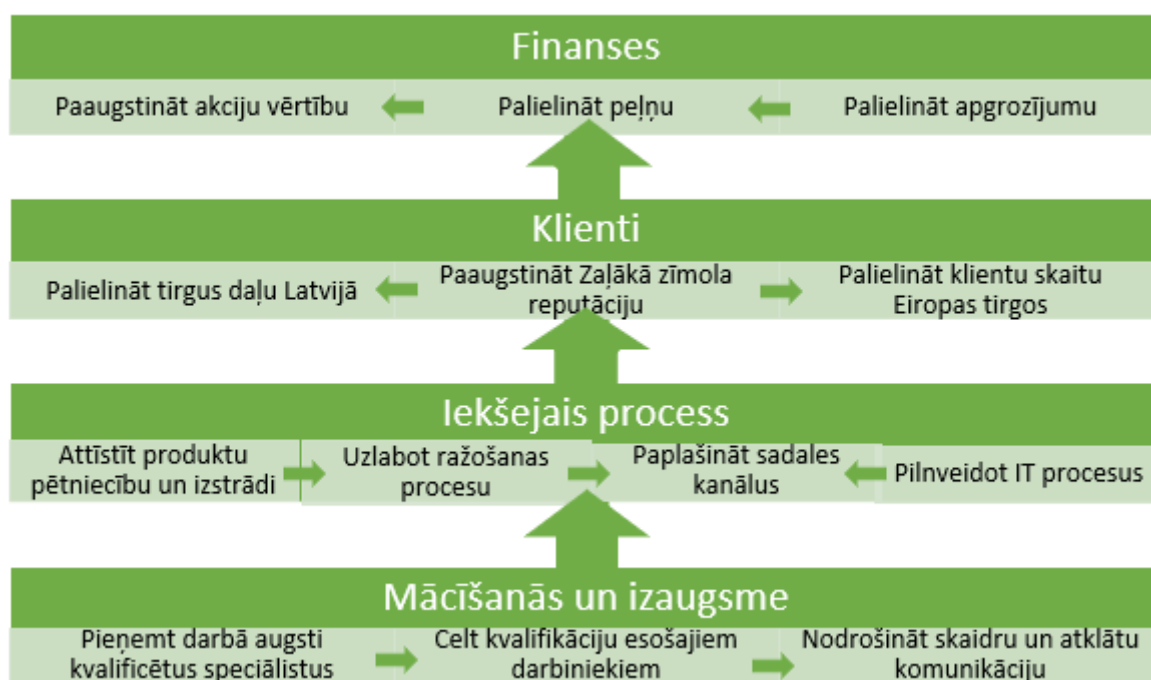 Finanses
Paaugstināt akciju vērtību
Palielināt peļņu
Palielināt apgrozījumu
Klienti
Palielināt tirgus daļu Latvijā
Paaugstināt Zaļākā zīmola
reputāciju
Palielināt klientu skaitu
Eiropas tirgos
Iekšejais process
Attīstīt produktu
pētniecību un izstrādi
Uzlabot ražošanas
procesu
Paplašināt sadales
kanālus
Pilnveidot IT procesus
Mācīšanās un izaugsme
Pieņemt darbā augsti
kvalificētus speciālistus
Celt kvalifikāciju esošajiem
darbiniekiem
Nodrošināt skaidru un atklātu
komunikāciju